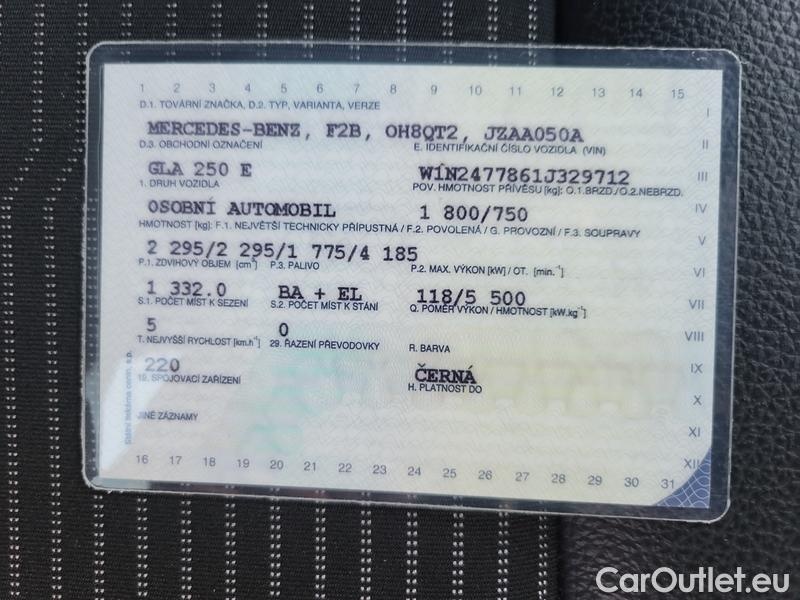 1 2 3 4 5 6 7 8 9 10 11 12 13 14 15
D.1. TOVÁRNÍ ZNAČKA, D.2. TYP, VARIANTA, VERZE
I
MERCEDES-BENZ, F2B, OH8QT2, JZAA050A
D.3. OBCHODNÍ OZNAČENÍ E. IDENTIFIKAČNÍ ČÍSLO VOZIDLA (VIN)
II
GLA 250 E W1N2477861J329712
III
1. DRUH VOZIDLA POV. HMOTNOST PŘÍVĚSU [kg]: O.1.BRZD./O.2.NEBRZD.
OSOBNÍ AUTOMOBIL 1 800/750
IV
HMOTNOST [kg]: F.1. NEJVĚTŠÍ TECHNICKY PŘÍPUSTNÁ / F.2. POVOLENÁ / G. PROVOZNÍ / F.3. SOUPRAVY
V
2 295/2 295/1 775/4 185
P.1. ZDVIHOVÝ OBJEM [cm³] P.3. PALIVO P.2. MAX. VÝKON [kW] / OT. [min.⁻¹]
VI
1 332.0 BA + EL 118/5 500
S.1. POČET MÍST K SEZENÍ S.2. POČET MÍST K STÁNÍ Q. POMĚR VÝKON / HMOTNOST [kW.kg⁻¹]
VII
5 0
T. NEJVYŠŠÍ RYCHLOST [km.h⁻¹] 29. ŘAZENÍ PŘEVODOVKY R. BARVA
VIII
220 ČERNÁ
IX
19. SPOJOVACÍ ZAŘÍZENÍ H. PLATNOST DO
X
JINÉ ZÁZNAMY
XI
XII
Státní tiskárna cenin, s.p.
16 17 18 19 20 21 22 23 24 25 26 27 28 29 30 31
CarOutlet.eu